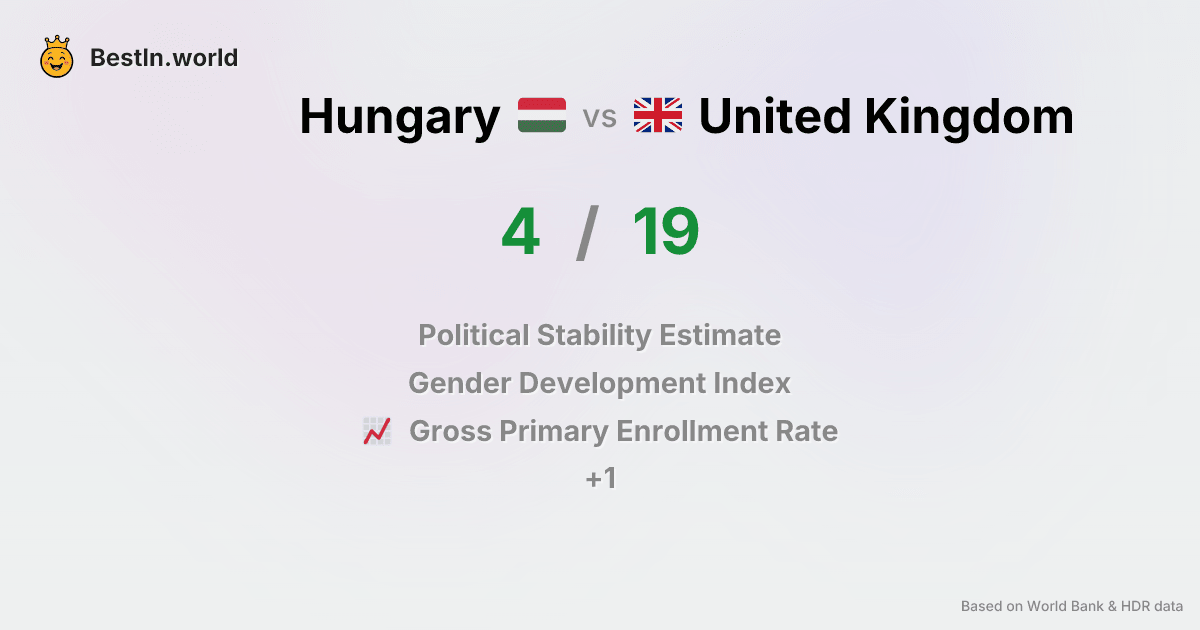 BestIn.world
Hungary vs United Kingdom
4 / 19
Political Stability Estimate
Gender Development Index
Gross Primary Enrollment Rate
+1
Based on World Bank & HDR data